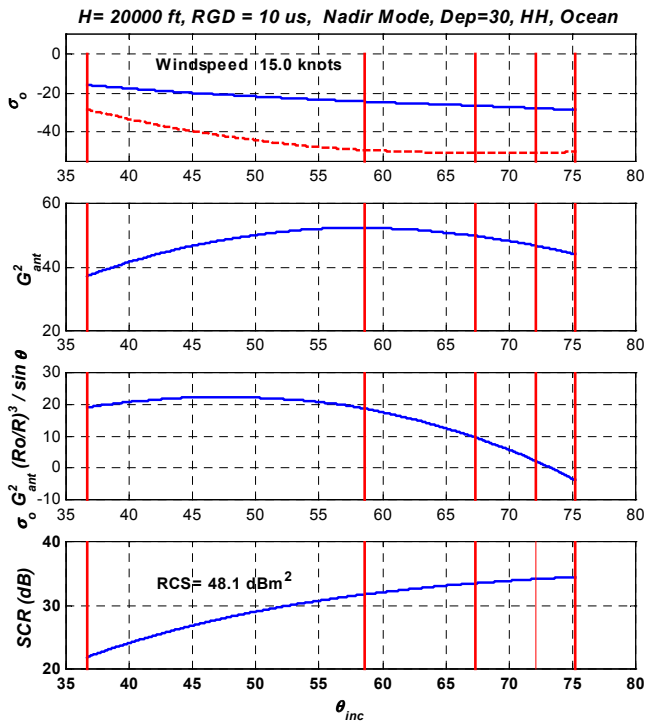 H= 20000 ft, RGD = 10 us, Nadir Mode, Dep=30, HH, Ocean
0
-20
-40
σo
Windspeed 15.0 knots
35 40 45 50 55 60 65 70 75 80
60
40
20
G²ant
35 40 45 50 55 60 65 70 75 80
30
20
10
0
-10
σo G²ant (Ro/R)³ / sin θ
35 40 45 50 55 60 65 70 75 80
40
30
20
SCR (dB)
RCS= 48.1 dBm²
35 40 45 50 55 60 65 70 75 80
θinc